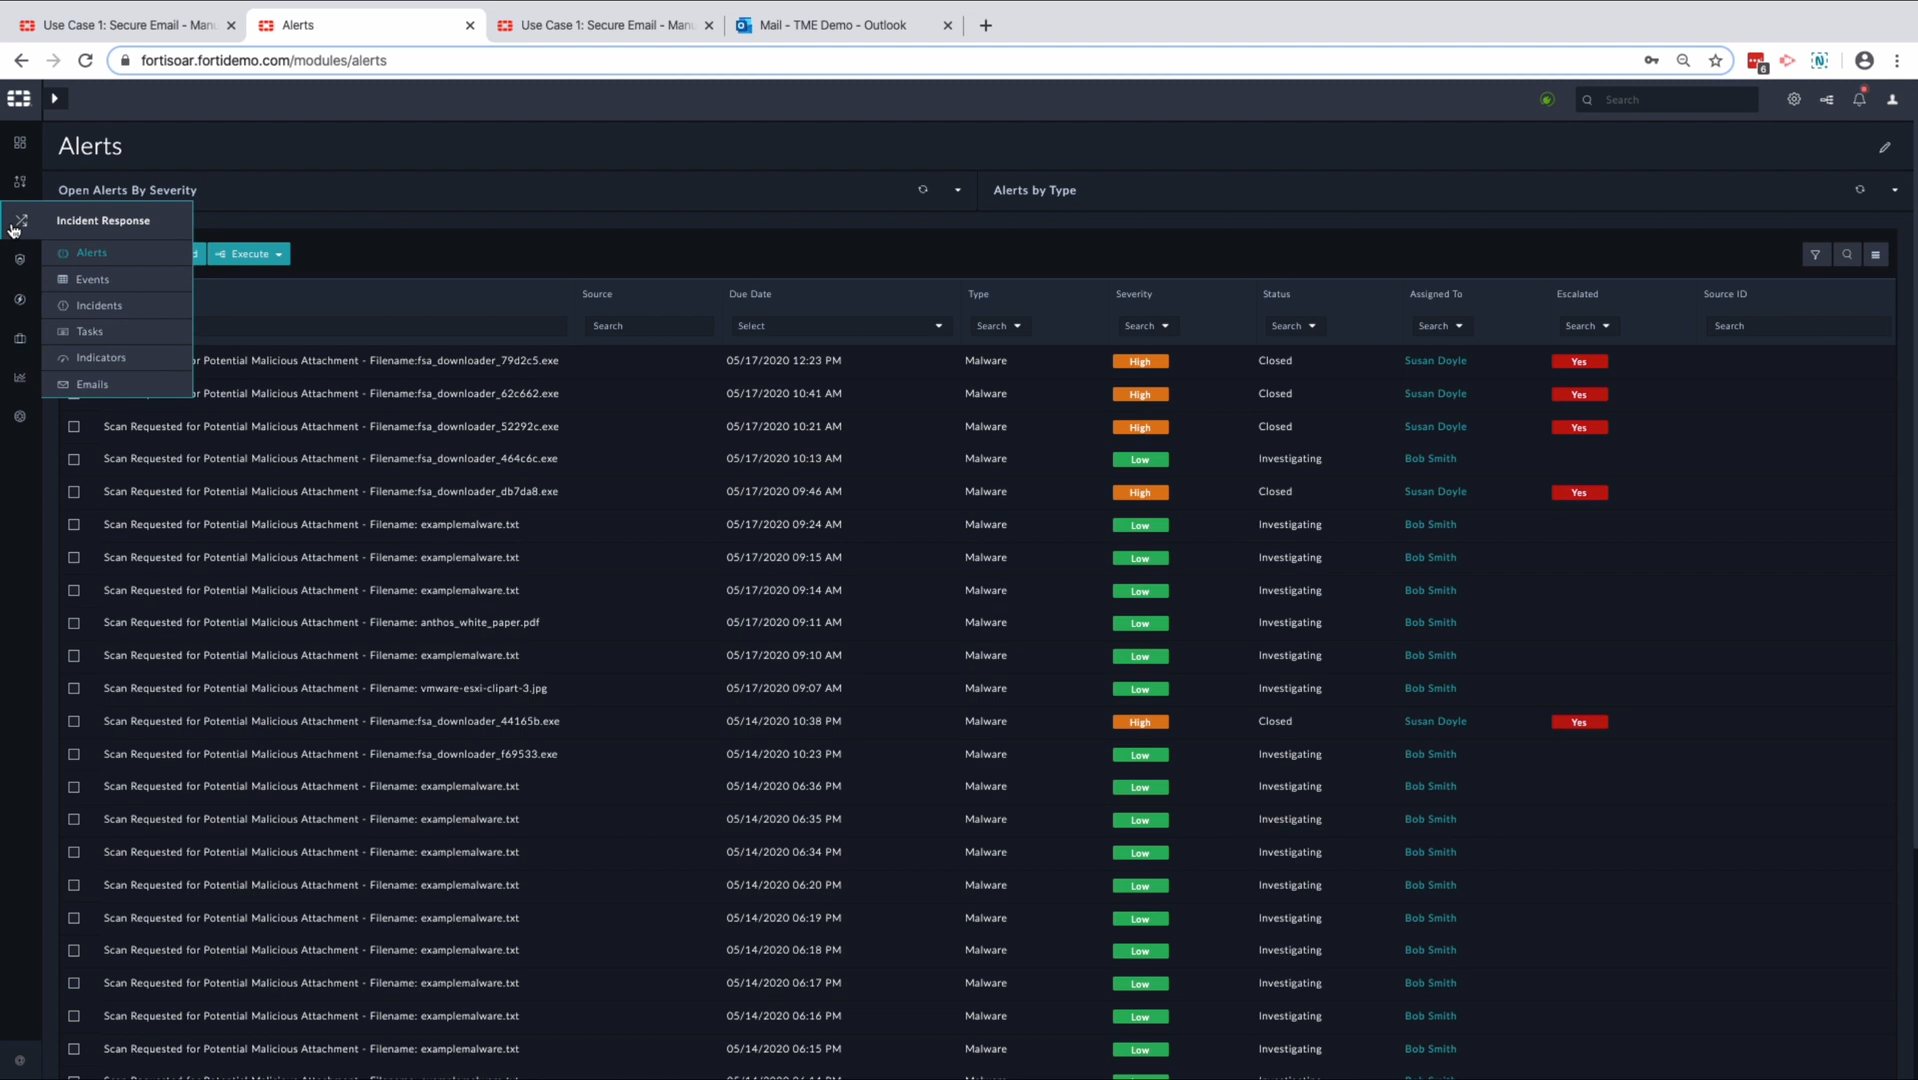 Use Case 1: Secure Email - Manu
Alerts
Use Case 1: Secure Email - Manu
Mail - TME Demo - Outlook
fortisoar.fortidemo.com/modules/alerts
6
Search
Alerts
Open Alerts By Severity
Alerts by Type
Incident Response
Alerts
Events
Incidents
Tasks
Indicators
Emails
Execute
Source Due Date Type Severity Status Assigned To Escalated Source ID
Search Select Search Search Search Search Search Search
or Potential Malicious Attachment - Filename:fsa_downloader_79d2c5.exe 05/17/2020 12:23 PM Malware High Closed Susan Doyle Yes
or Potential Malicious Attachment - Filename:fsa_downloader_62c662.exe 05/17/2020 10:41 AM Malware High Closed Susan Doyle Yes
Scan Requested for Potential Malicious Attachment - Filename:fsa_downloader_52292c.exe 05/17/2020 10:21 AM Malware High Closed Susan Doyle Yes
Scan Requested for Potential Malicious Attachment - Filename:fsa_downloader_464c6c.exe 05/17/2020 10:13 AM Malware Low Investigating Bob Smith
Scan Requested for Potential Malicious Attachment - Filename:fsa_downloader_db7da8.exe 05/17/2020 09:46 AM Malware High Closed Susan Doyle Yes
Scan Requested for Potential Malicious Attachment - Filename: examplemalware.txt 05/17/2020 09:24 AM Malware Low Investigating Bob Smith
Scan Requested for Potential Malicious Attachment - Filename: examplemalware.txt 05/17/2020 09:15 AM Malware Low Investigating Bob Smith
Scan Requested for Potential Malicious Attachment - Filename: examplemalware.txt 05/17/2020 09:14 AM Malware Low Investigating Bob Smith
Scan Requested for Potential Malicious Attachment - Filename: anthos_white_paper.pdf 05/17/2020 09:11 AM Malware Low Investigating Bob Smith
Scan Requested for Potential Malicious Attachment - Filename: examplemalware.txt 05/17/2020 09:10 AM Malware Low Investigating Bob Smith
Scan Requested for Potential Malicious Attachment - Filename: vmware-esxi-clipart-3.jpg 05/17/2020 09:07 AM Malware Low Investigating Bob Smith
Scan Requested for Potential Malicious Attachment - Filename:fsa_downloader_44165b.exe 05/14/2020 10:38 PM Malware High Closed Susan Doyle Yes
Scan Requested for Potential Malicious Attachment - Filename:fsa_downloader_f69533.exe 05/14/2020 10:23 PM Malware Low Investigating Bob Smith
Scan Requested for Potential Malicious Attachment - Filename: examplemalware.txt 05/14/2020 06:36 PM Malware Low Investigating Bob Smith
Scan Requested for Potential Malicious Attachment - Filename: examplemalware.txt 05/14/2020 06:35 PM Malware Low Investigating Bob Smith
Scan Requested for Potential Malicious Attachment - Filename: examplemalware.txt 05/14/2020 06:34 PM Malware Low Investigating Bob Smith
Scan Requested for Potential Malicious Attachment - Filename: examplemalware.txt 05/14/2020 06:20 PM Malware Low Investigating Bob Smith
Scan Requested for Potential Malicious Attachment - Filename: examplemalware.txt 05/14/2020 06:19 PM Malware Low Investigating Bob Smith
Scan Requested for Potential Malicious Attachment - Filename: examplemalware.txt 05/14/2020 06:18 PM Malware Low Investigating Bob Smith
Scan Requested for Potential Malicious Attachment - Filename: examplemalware.txt 05/14/2020 06:17 PM Malware Low Investigating Bob Smith
Scan Requested for Potential Malicious Attachment - Filename: examplemalware.txt 05/14/2020 06:16 PM Malware Low Investigating Bob Smith
Scan Requested for Potential Malicious Attachment - Filename: examplemalware.txt 05/14/2020 06:15 PM Malware Low Investigating Bob Smith